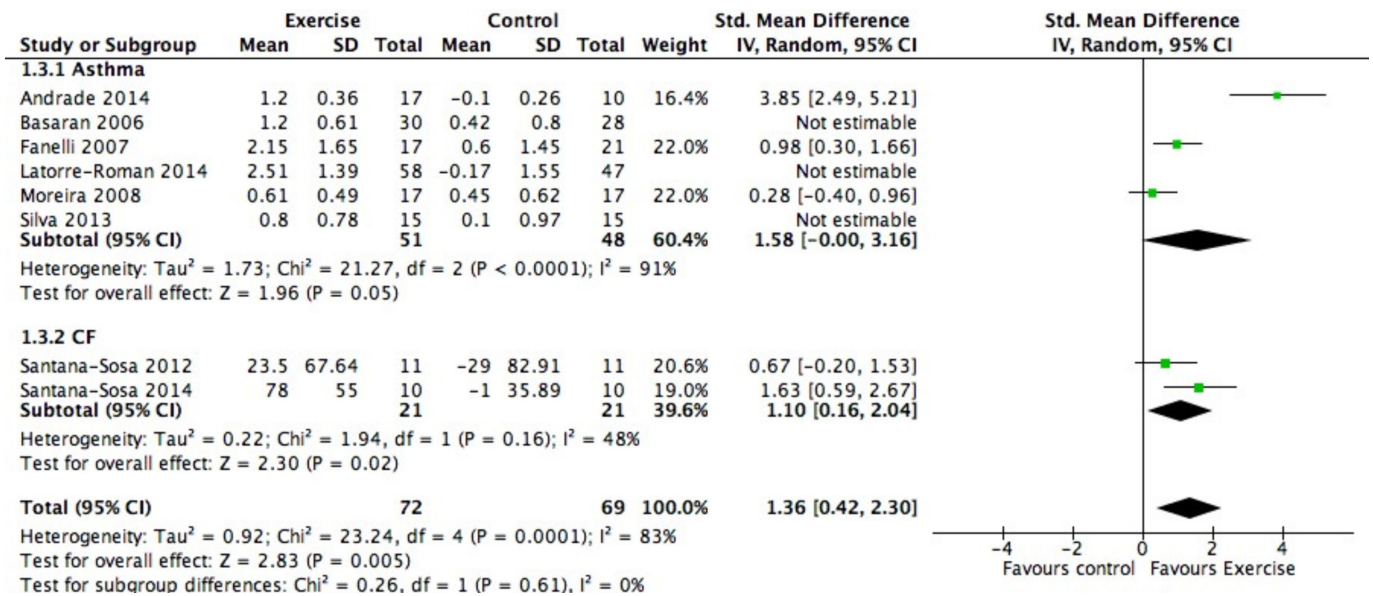 Exercise Control Std. Mean Difference Std. Mean Difference
Study or Subgroup Mean SD Total Mean SD Total Weight IV, Random, 95% CI IV, Random, 95% CI
1.3.1 Asthma
Andrade 2014 1.2 0.36 17 −0.1 0.26 10 16.4% 3.85 [2.49, 5.21]
Basaran 2006 1.2 0.61 30 0.42 0.8 28 Not estimable
Fanelli 2007 2.15 1.65 17 0.6 1.45 21 22.0% 0.98 [0.30, 1.66]
Latorre-Roman 2014 2.51 1.39 58 −0.17 1.55 47 Not estimable
Moreira 2008 0.61 0.49 17 0.45 0.62 17 22.0% 0.28 [−0.40, 0.96]
Silva 2013 0.8 0.78 15 0.1 0.97 15 Not estimable
Subtotal (95% CI) 51 48 60.4% 1.58 [−0.00, 3.16]
Heterogeneity: Tau² = 1.73; Chi² = 21.27, df = 2 (P < 0.0001); I² = 91%
Test for overall effect: Z = 1.96 (P = 0.05)
1.3.2 CF
Santana-Sosa 2012 23.5 67.64 11 −29 82.91 11 20.6% 0.67 [−0.20, 1.53]
Santana-Sosa 2014 78 55 10 −1 35.89 10 19.0% 1.63 [0.59, 2.67]
Subtotal (95% CI) 21 21 39.6% 1.10 [0.16, 2.04]
Heterogeneity: Tau² = 0.22; Chi² = 1.94, df = 1 (P = 0.16); I² = 48%
Test for overall effect: Z = 2.30 (P = 0.02)
Total (95% CI) 72 69 100.0% 1.36 [0.42, 2.30]
Heterogeneity: Tau² = 0.92; Chi² = 23.24, df = 4 (P = 0.0001); I² = 83%
Test for overall effect: Z = 2.83 (P = 0.005)
Test for subgroup differences: Chi² = 0.26, df = 1 (P = 0.61), I² = 0%
−4 −2 0 2 4
Favours control Favours Exercise